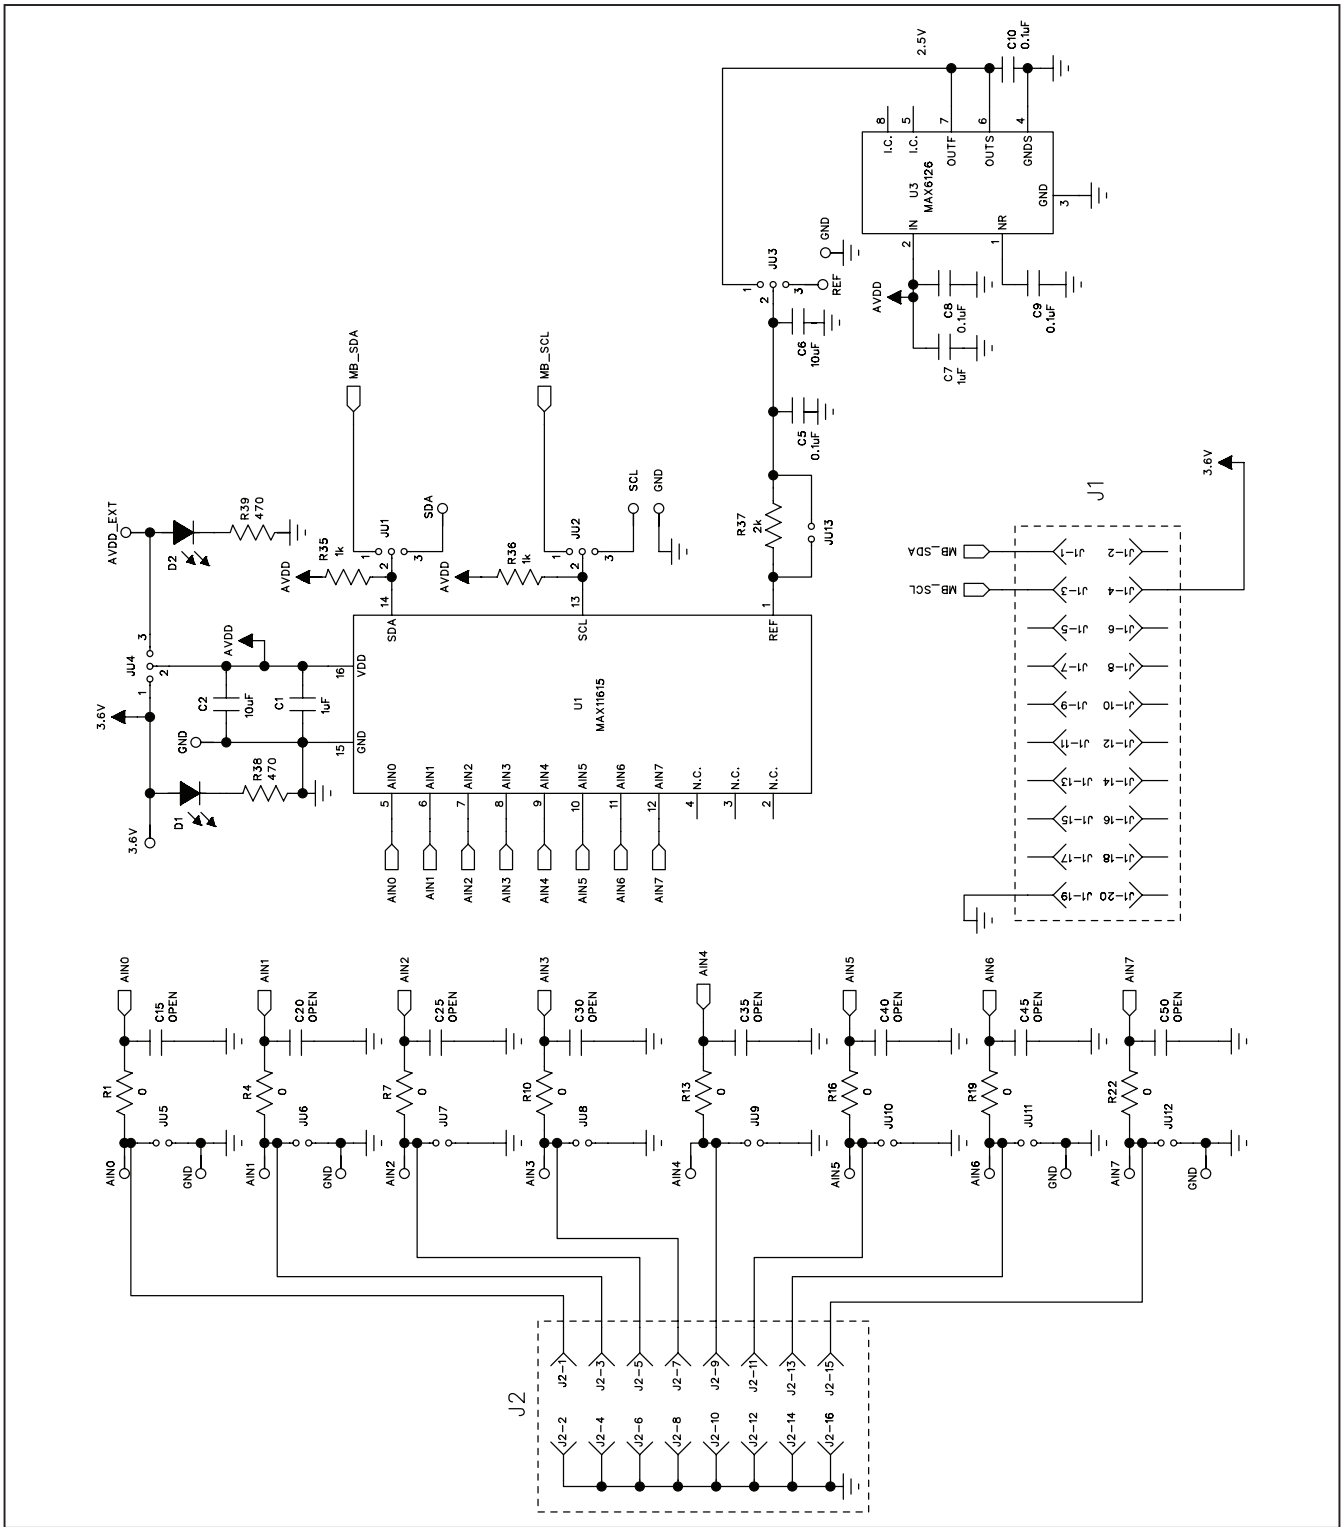 2.5V
C10
0.1uF
8
5
7
6
4
I.C.
I.C.
OUTF
OUTS
GNDS
U3
MAX6126
GND
3
IN
NR
2
1
AVDD
C8
0.1uF
C7
1uF
C9
0.1uF
GND
JU3
1
2
3
REF
C6
10uF
C5
0.1uF
R37
2k
JU13
MB_SDA
MB_SCL
AVDD_EXT
D2
R39
470
AVDD
R35
1k
JU1
1
2
3
SDA
AVDD
R36
1k
JU2
1
2
3
SCL
GND
14
13
1
SDA
SCL
REF
JU4
3
2
1
AVDD
3.6V
C2
10uF
C1
1uF
GND
16
VDD
15
GND
U1
MAX11615
D1
R38
470
3.6V
AIN0
AIN1
AIN2
AIN3
AIN4
AIN5
AIN6
AIN7
N.C.
N.C.
N.C.
5
6
7
8
9
10
11
12
4
3
2
AIN0
AIN1
AIN2
AIN3
AIN4
AIN5
AIN6
AIN7
3.6V
J1
MB_SDA
MB_SCL
J1-1
J1-2
J1-3
J1-4
J1-5
J1-6
J1-7
J1-8
J1-9
J1-10
J1-11
J1-12
J1-13
J1-14
J1-15
J1-16
J1-17
J1-18
J1-19
J1-20
AIN0
C15
OPEN
R1
0
JU5
AIN0
GND
AIN1
C20
OPEN
R4
0
JU6
AIN1
GND
AIN2
C25
OPEN
R7
0
JU7
AIN2
AIN3
C30
OPEN
R10
0
JU8
AIN3
AIN4
C35
OPEN
R13
0
JU9
AIN4
AIN5
C40
OPEN
R16
0
JU10
AIN5
AIN6
C45
OPEN
R19
0
JU11
AIN6
GND
AIN7
C50
OPEN
R22
0
JU12
AIN7
GND
J2
J2-1
J2-3
J2-5
J2-7
J2-9
J2-11
J2-13
J2-15
J2-2
J2-4
J2-6
J2-8
J2-10
J2-12
J2-14
J2-16